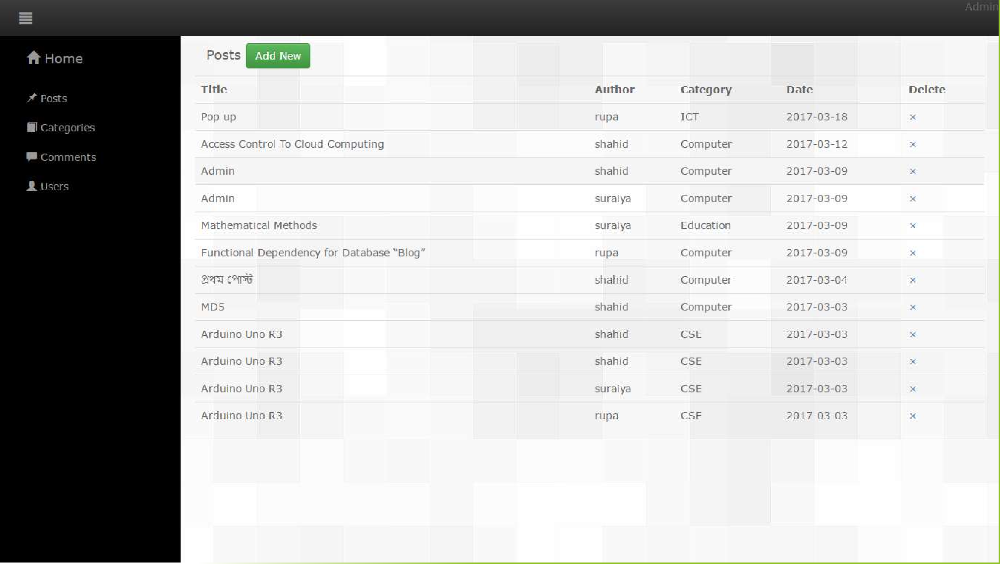 Admin
Home
Posts
Categories
Comments
Users
Posts Add New
Title Author Category Date Delete
Pop up rupa ICT 2017-03-18 ×
Access Control To Cloud Computing shahid Computer 2017-03-12 ×
Admin shahid Computer 2017-03-09 ×
Admin suraiya Computer 2017-03-09 ×
Mathematical Methods suraiya Education 2017-03-09 ×
Functional Dependency for Database “Blog” rupa Computer 2017-03-09 ×
প্রথম পোস্ট shahid Computer 2017-03-04 ×
MD5 shahid Computer 2017-03-03 ×
Arduino Uno R3 shahid CSE 2017-03-03 ×
Arduino Uno R3 shahid CSE 2017-03-03 ×
Arduino Uno R3 suraiya CSE 2017-03-03 ×
Arduino Uno R3 rupa CSE 2017-03-03 ×